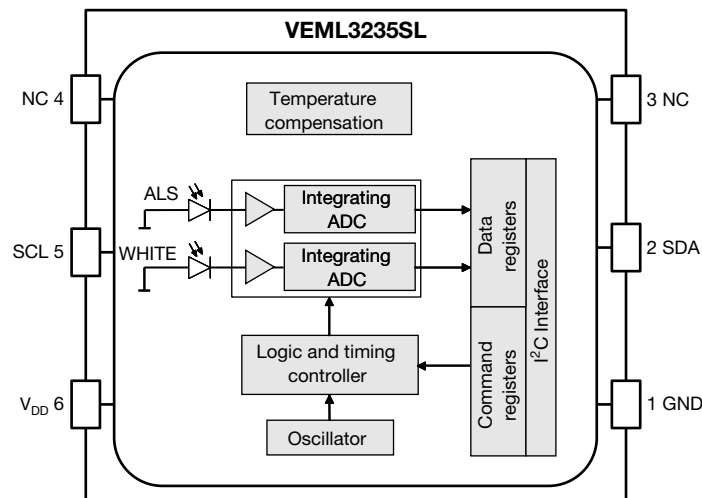 VEML3235SL
NC 4
3 NC
Temperature
compensation
ALS
Integrating
ADC
WHITE
Integrating
ADC
Data
registers
I²C Interface
SCL 5
2 SDA
Logic and timing
controller
Command
registers
VDD 6
1 GND
Oscillator